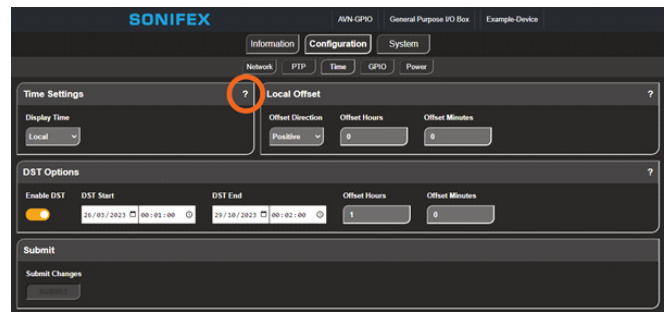 SONIFEX AVN-GPIO General Purpose I/O Box Example-Device
Information Configuration System
Network PTP Time GPIO Power
Time Settings ? Local Offset ?
Display Time Offset Direction Offset Hours Offset Minutes
Local Positive 0 0
DST Options ?
Enable DST DST Start DST End Offset Hours Offset Minutes
26/03/2023 00:01:00 29/10/2023 00:02:00 1 0
Submit
Submit Changes
SUBMIT